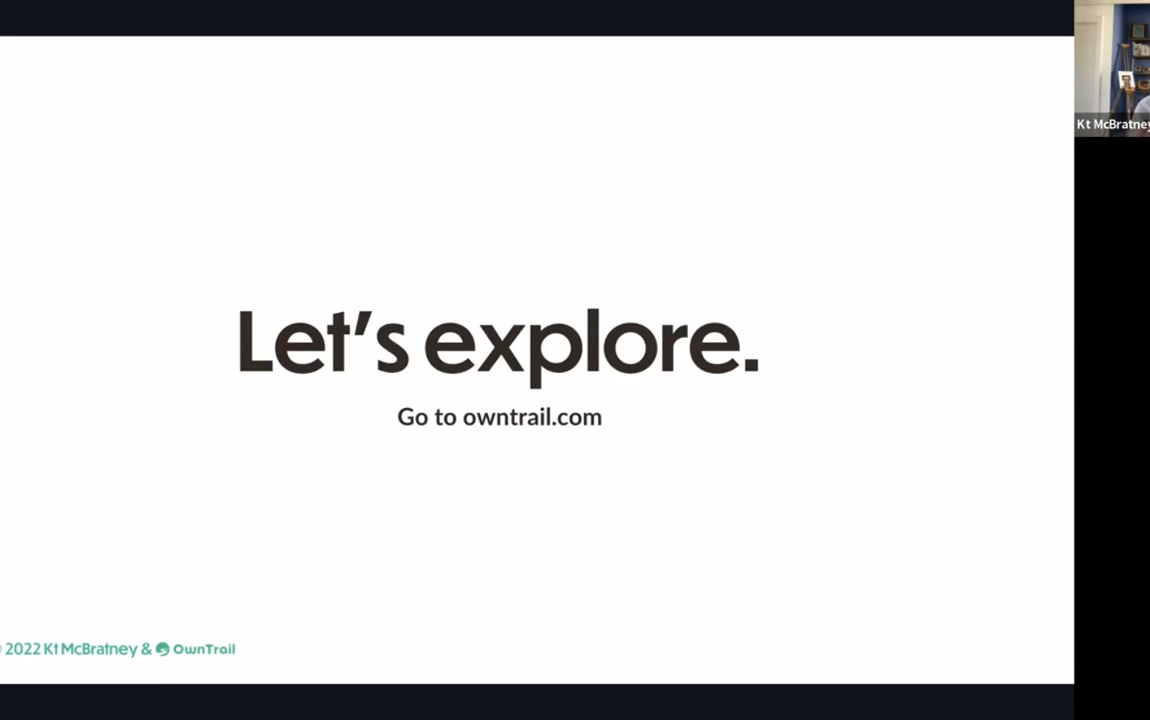 Let's explore.
Go to owntrail.com
© 2022 Kt McBratney & OwnTrail
Kt McBratney